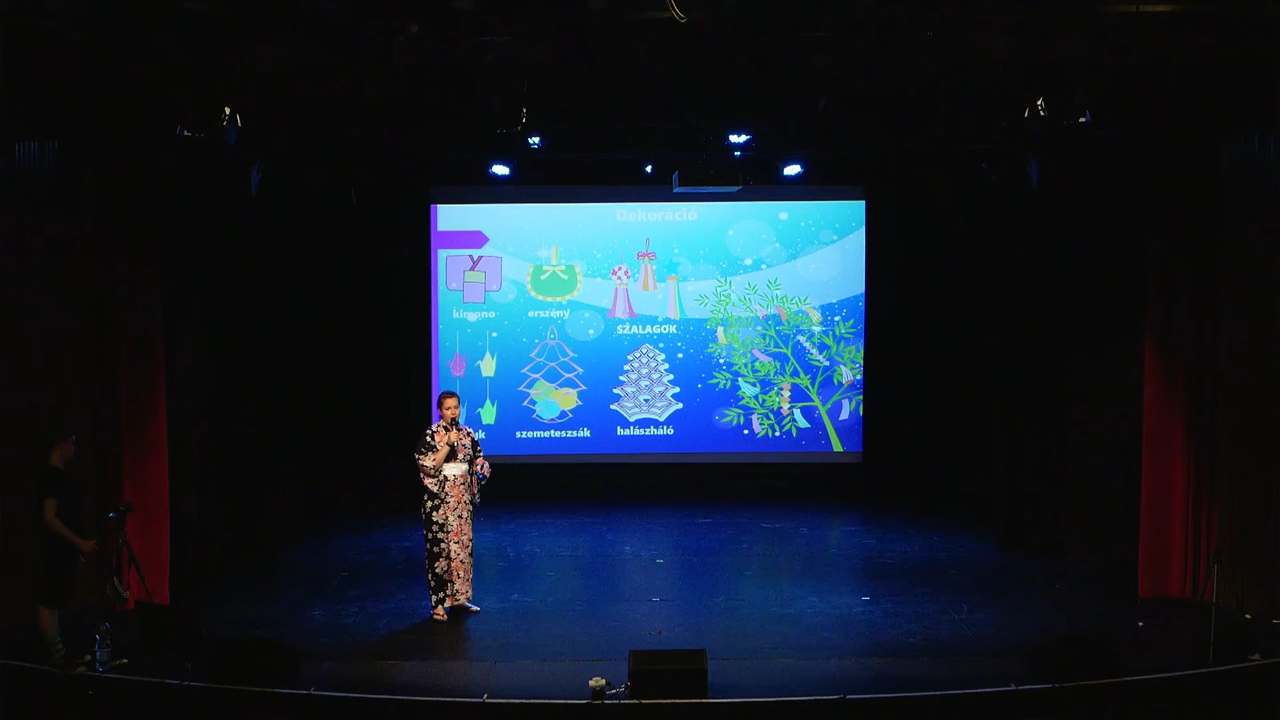 Dekoráció
kimono
erszény
SZALAGOK
szemeteszsák
halászháló